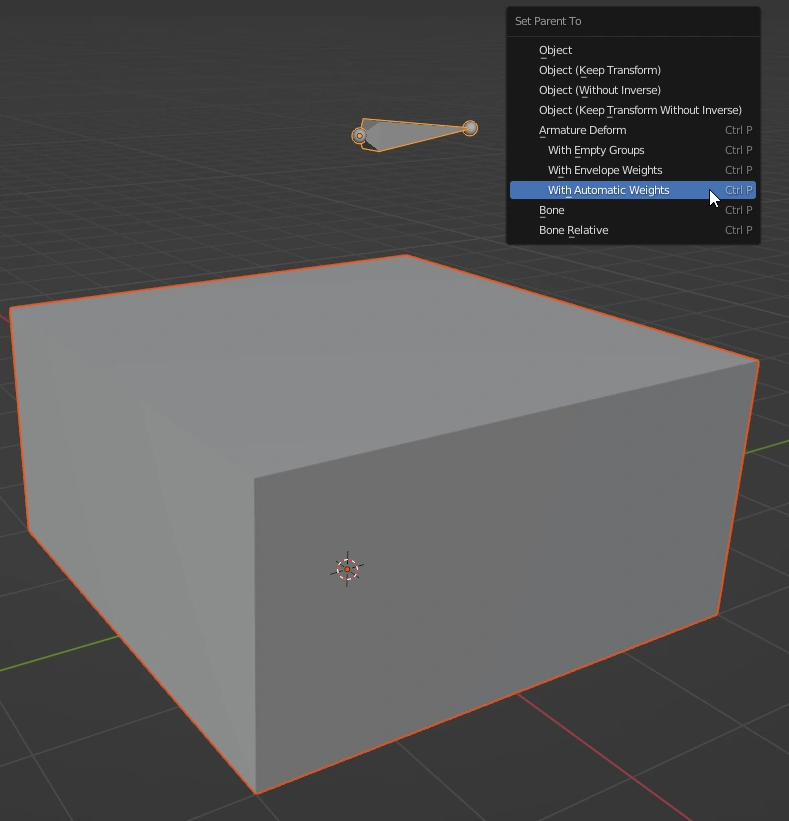 Set Parent To
Object
Object (Keep Transform)
Object (Without Inverse)
Object (Keep Transform Without Inverse)
Armature Deform Ctrl P
With Empty Groups Ctrl P
With Envelope Weights Ctrl P
With Automatic Weights Ctrl P
Bone Ctrl P
Bone Relative Ctrl P